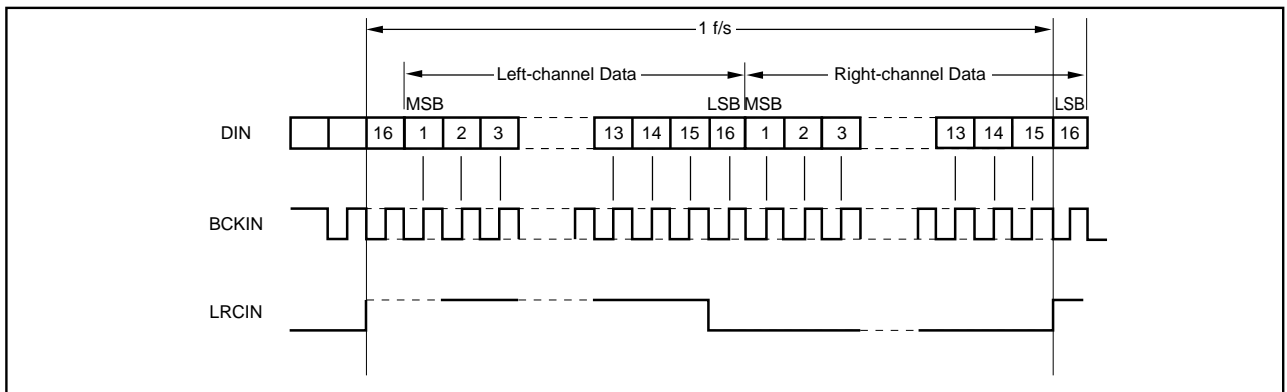 1 f/s
Left-channel Data
Right-channel Data
MSB
LSB MSB
LSB
DIN
16 1 2 3 13 14 15 16 1 2 3 13 14 15 16
BCKIN
LRCIN